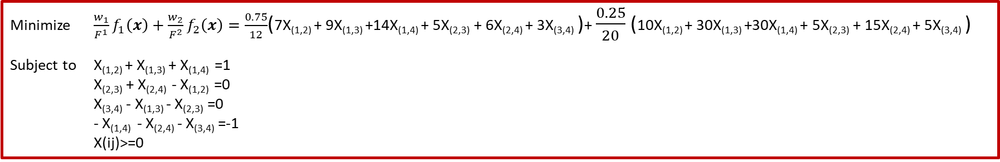 Minimize w₁/F¹ f₁(x) + w₂/F² f₂(x) = 0.75/12 (7X(1,2) + 9X(1,3) +14X(1,4) + 5X(2,3) + 6X(2,4) + 3X(3,4) )+ 0.25/20 (10X(1,2)+ 30X(1,3) +30X(1,4) + 5X(2,3) + 15X(2,4) + 5X(3,4) )
Subject to X(1,2) + X(1,3) + X(1,4) =1
X(2,3) + X(2,4) - X(1,2) =0
X(3,4) - X(1,3) - X(2,3) =0
- X(1,4) - X(2,4) - X(3,4) =-1
X(ij)>=0